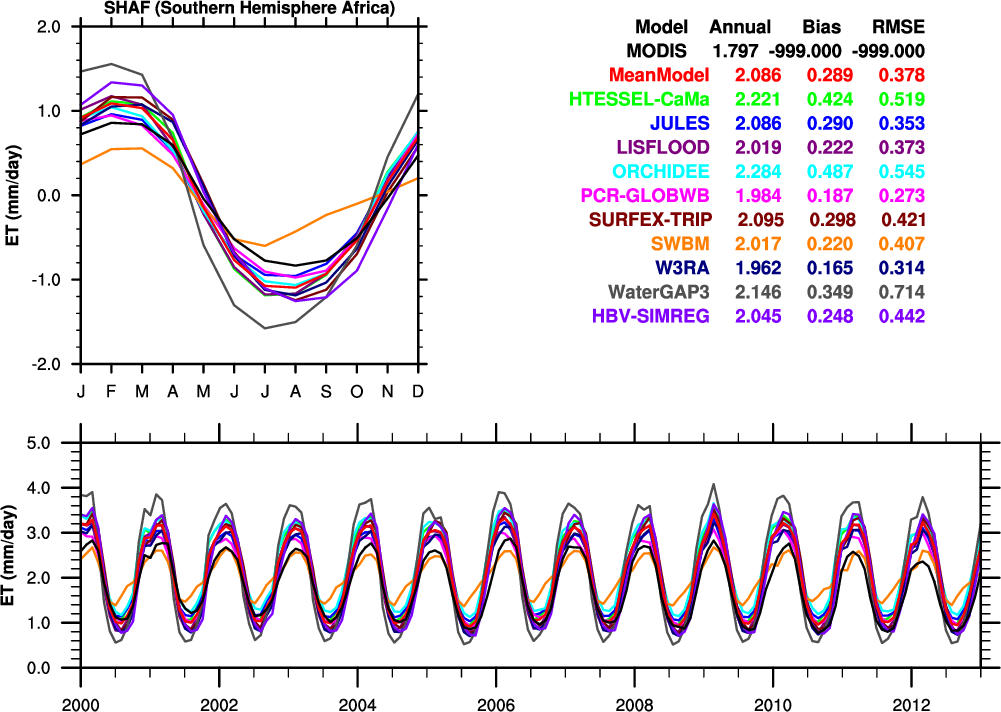 SHAF (Southern Hemisphere Africa)
2.0
1.0
0.0
-1.0
-2.0
ET (mm/day)
J F M A M J J A S O N D
Model Annual Bias RMSE
MODIS 1.797 -999.000 -999.000
MeanModel 2.086 0.289 0.378
HTESSEL-CaMa 2.221 0.424 0.519
JULES 2.086 0.290 0.353
LISFLOOD 2.019 0.222 0.373
ORCHIDEE 2.284 0.487 0.545
PCR-GLOBWB 1.984 0.187 0.273
SURFEX-TRIP 2.095 0.298 0.421
SWBM 2.017 0.220 0.407
W3RA 1.962 0.165 0.314
WaterGAP3 2.146 0.349 0.714
HBV-SIMREG 2.045 0.248 0.442
5.0
4.0
3.0
2.0
1.0
0.0
ET (mm/day)
2000 2002 2004 2006 2008 2010 2012